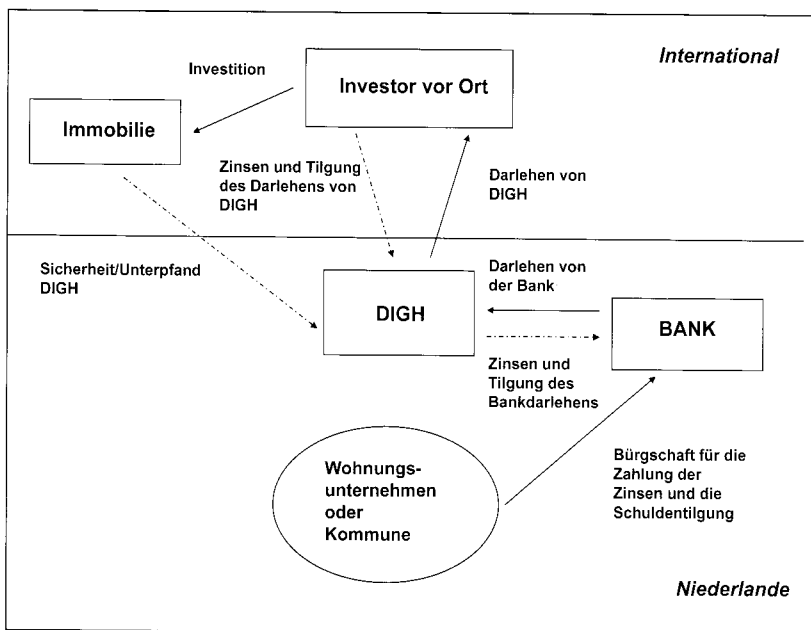 International
Investition
Investor vor Ort
Immobilie
Zinsen und Tilgung
des Darlehens von
DIGH
Darlehen von
DIGH
Sicherheit/Unterpfand
DIGH
DIGH
Darlehen von
der Bank
BANK
Zinsen und
Tilgung des
Bankdarlehens
Wohnungs-
unternehmen
oder
Kommune
Bürgschaft für die
Zahlung der
Zinsen und die
Schuldentilgung
Niederlande